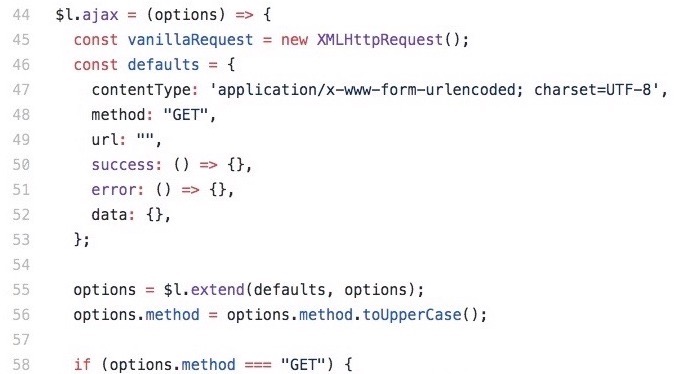 44 $l.ajax = (options) => {
45 const vanillaRequest = new XMLHttpRequest();
46 const defaults = {
47 contentType: 'application/x-www-form-urlencoded; charset=UTF-8',
48 method: "GET",
49 url: "",
50 success: () => {},
51 error: () => {},
52 data: {},
53 };
54
55 options = $l.extend(defaults, options);
56 options.method = options.method.toUpperCase();
57
58 if (options.method === "GET") {